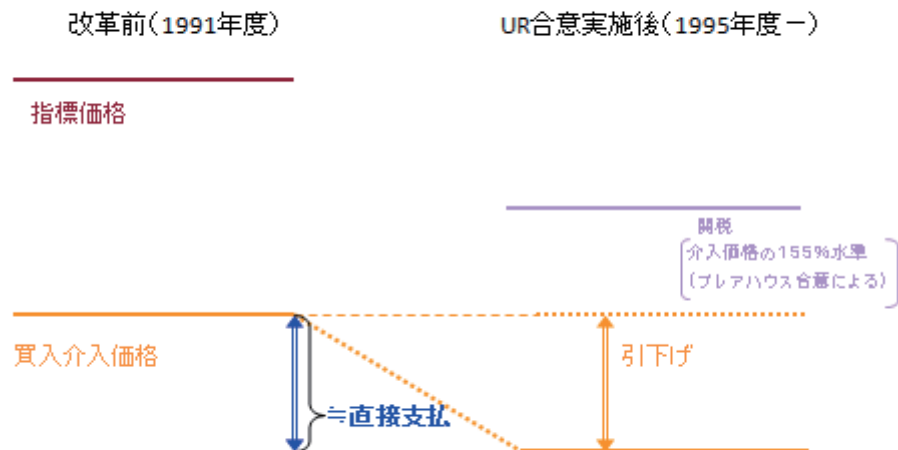 改革前(1991年度)
UR合意実施後(1995年度ー)
指標価格
関税
介入価格の155%水準
(ブレアハウス合意による)
買入介入価格
引下げ
≒直接支払